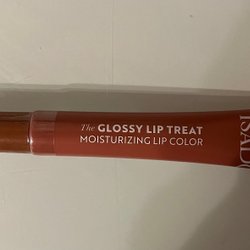 The GLOSSY LIP TREAT
MOISTURIZING LIP COLOR